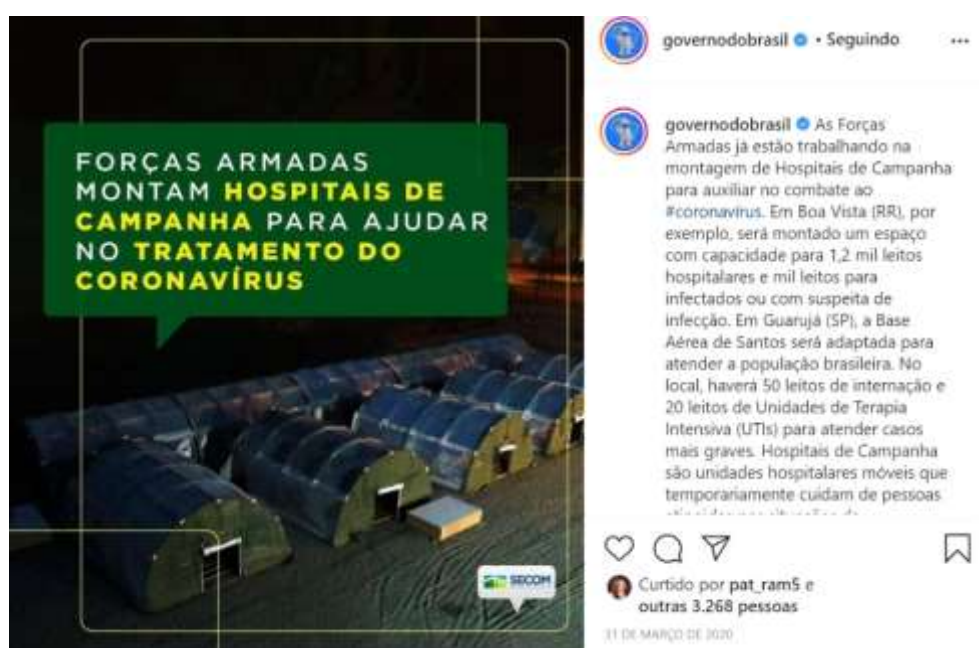 FORÇAS ARMADAS
MONTAM HOSPITAIS DE
CAMPANHA PARA AJUDAR
NO TRATAMENTO DO
CORONAVÍRUS
SECOM
governodobrasil • Seguindo
governodobrasil As Forças
Armadas já estão trabalhando na
montagem de Hospitais de Campanha
para auxiliar no combate ao
#coronavirus. Em Boa Vista (RR), por
exemplo, será montado um espaço
com capacidade para 1,2 mil leitos
hospitalares e mil leitos para
infectados ou com suspeita de
infecção. Em Guarujá (SP), a Base
Aérea de Santos será adaptada para
atender a população brasileira. No
local, haverá 50 leitos de internação e
20 leitos de Unidades de Terapia
Intensiva (UTIs) para atender casos
mais graves. Hospitais de Campanha
são unidades hospitalares móveis que
temporariamente cuidam de pessoas
Curtido por pat_ram5 e
outras 3.268 pessoas
31 DE MARÇO DE 2020